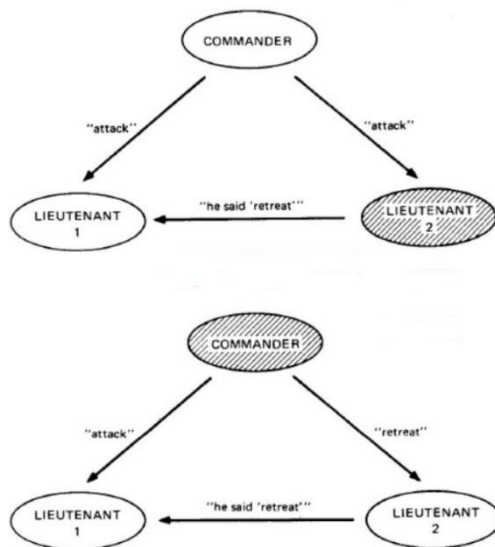 COMMANDER
"attack"
"attack"
LIEUTENANT
1
"he said 'retreat'"
LIEUTENANT
2
COMMANDER
"attack"
"retreat"
LIEUTENANT
1
"he said 'retreat'"
LIEUTENANT
2